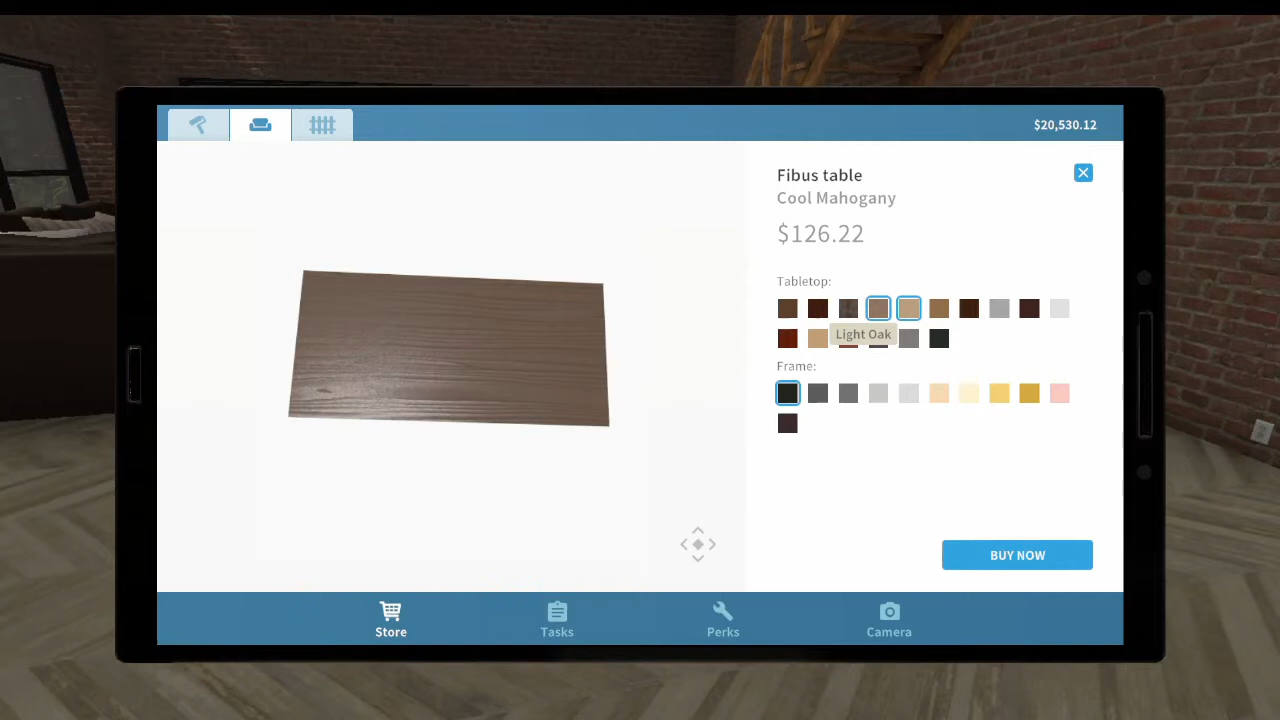 $20,530.12
Fibus table
Cool Mahogany
$126.22
Tabletop:
Light Oak
Frame:
BUY NOW
Store
Tasks
Perks
Camera